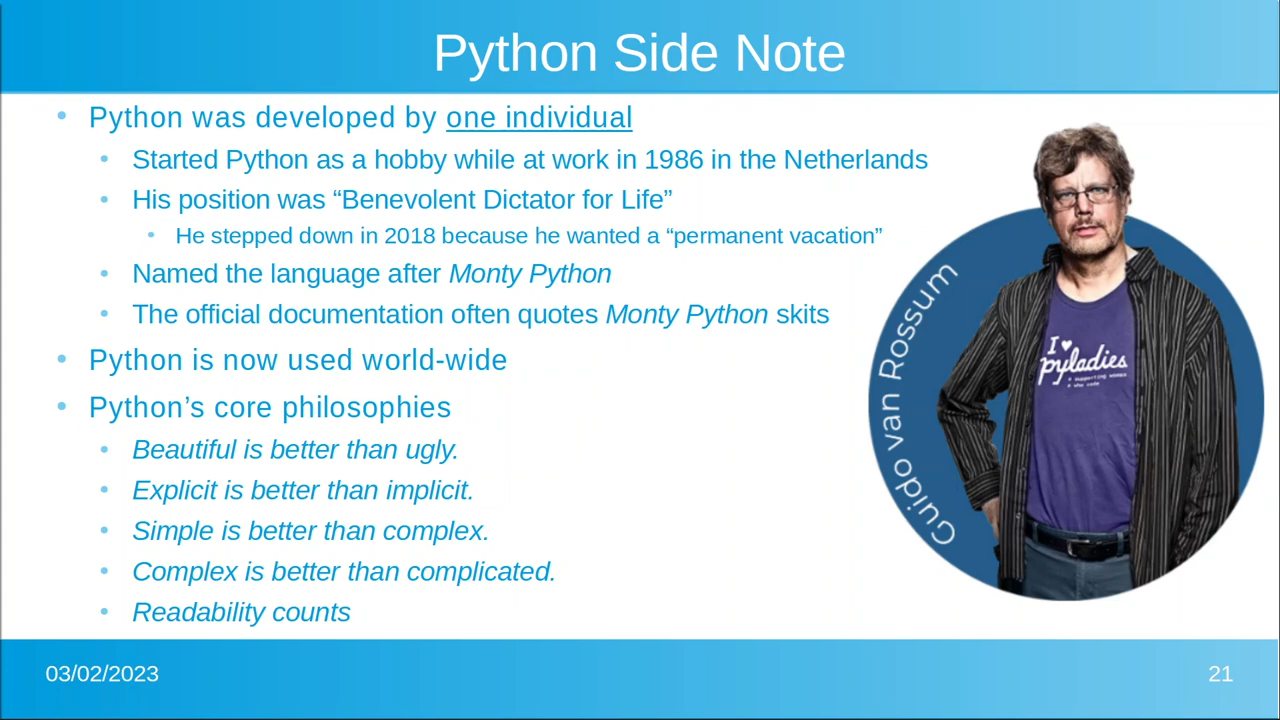 Python Side Note
Python was developed by one individual
Started Python as a hobby while at work in 1986 in the Netherlands
His position was “Benevolent Dictator for Life”
He stepped down in 2018 because he wanted a “permanent vacation”
Named the language after Monty Python
The official documentation often quotes Monty Python skits
Python is now used world-wide
Python’s core philosophies
Beautiful is better than ugly.
Explicit is better than implicit.
Simple is better than complex.
Complex is better than complicated.
Readability counts
Guido van Rossum
I ♥
pyladies
# supporting women
# who code
03/02/2023
21